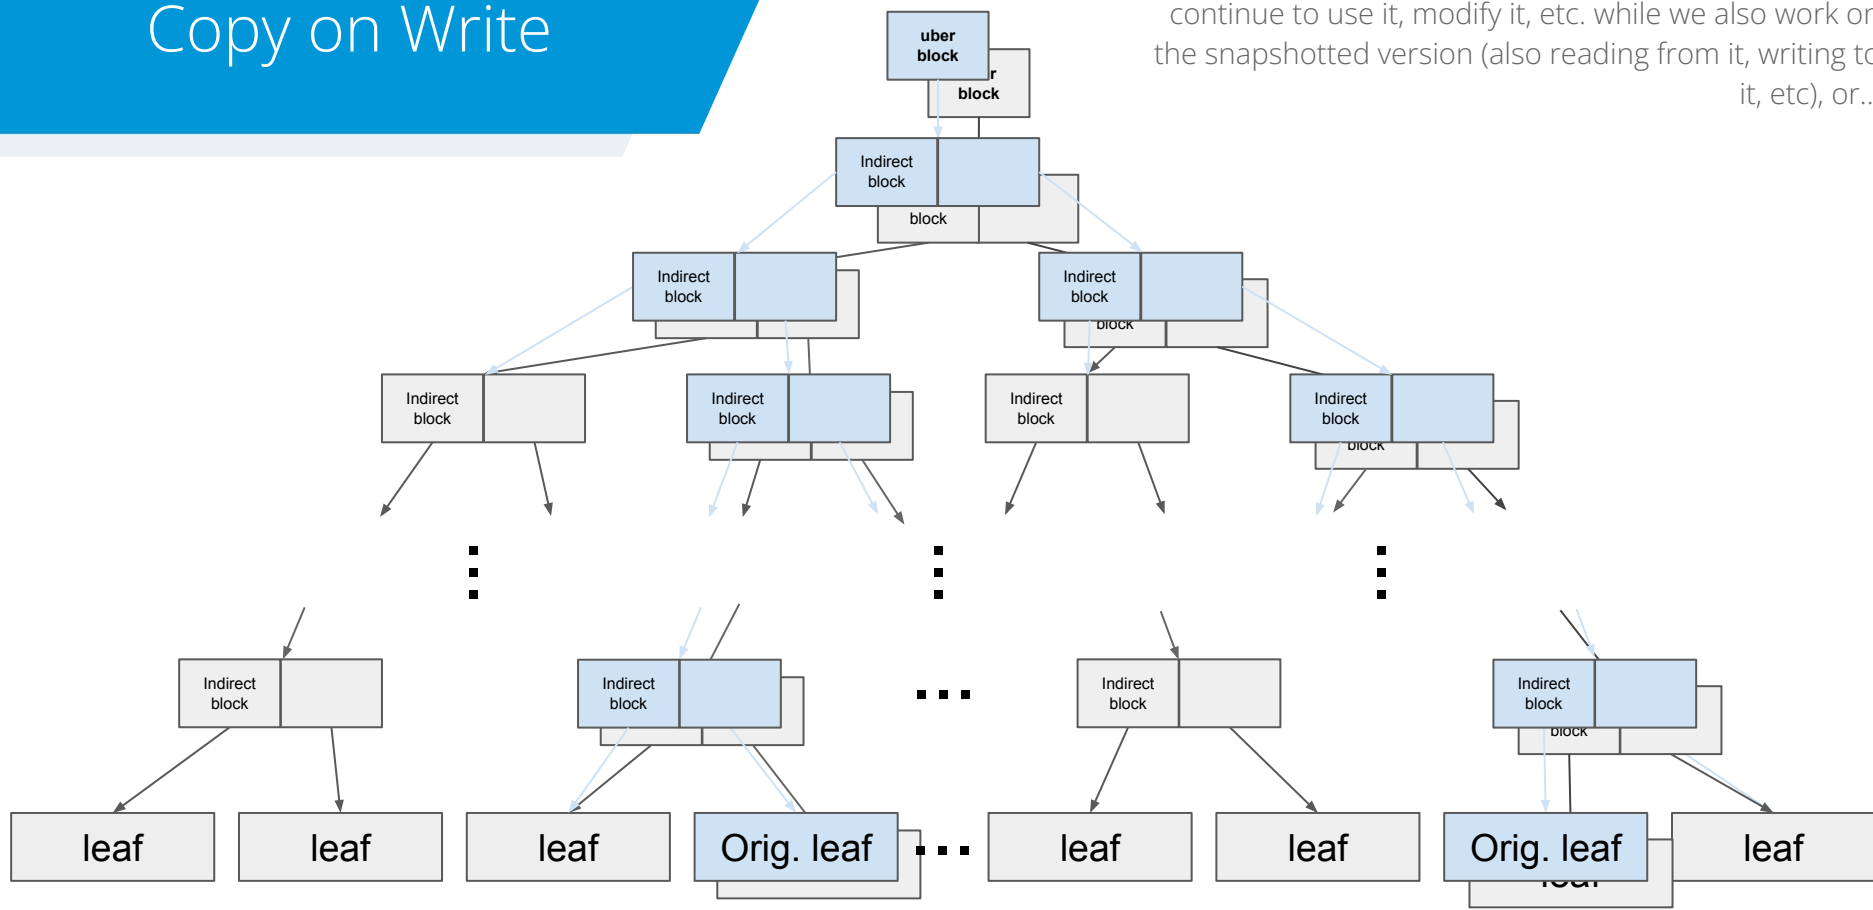 Copy on Write
continue to use it, modify it, etc. while we also work on
the snapshotted version (also reading from it, writing to
it, etc), or...
uber
block
block
Indirect
block
block
Indirect
block
Indirect
block
block
Indirect
block
Indirect
block
Indirect
block
Indirect
block
block
Indirect
block
Indirect
block
Indirect
block
Indirect
block
block
leaf
leaf
leaf
Orig. leaf
leaf
leaf
Orig. leaf
leaf
leaf